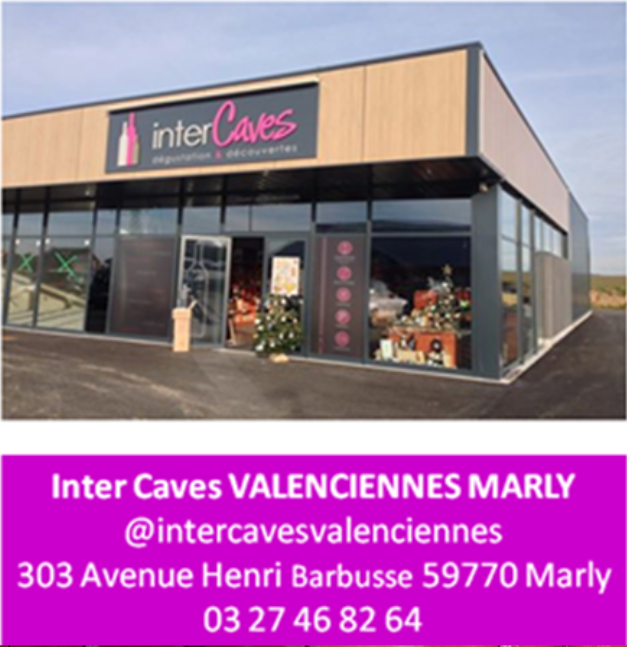 interCaves
dégustation & découvertes
Inter Caves VALENCIENNES MARLY
@intercavesvalenciennes
303 Avenue Henri Barbusse 59770 Marly
03 27 46 82 64